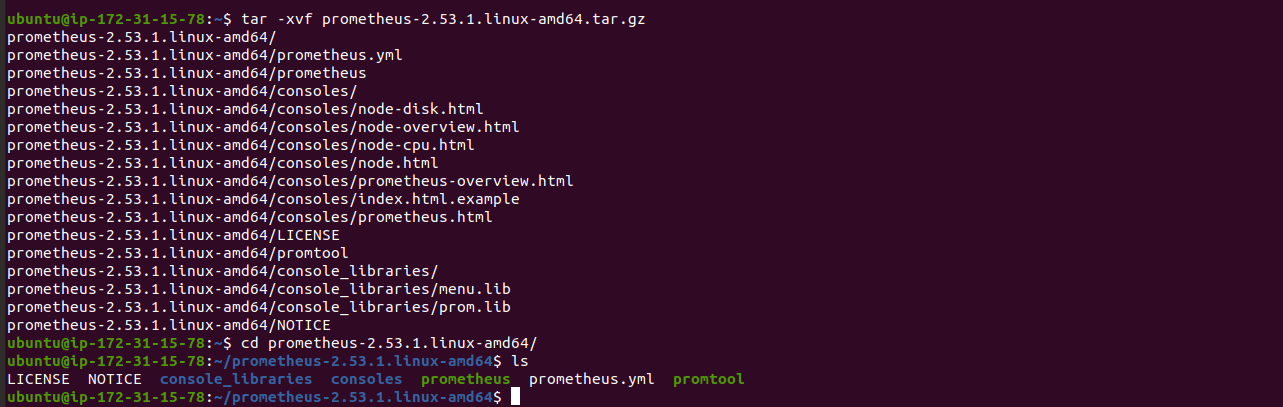 ubuntu@ip-172-31-15-78:~$ tar -xvf prometheus-2.53.1.linux-amd64.tar.gz
prometheus-2.53.1.linux-amd64/
prometheus-2.53.1.linux-amd64/prometheus.yml
prometheus-2.53.1.linux-amd64/prometheus
prometheus-2.53.1.linux-amd64/consoles/
prometheus-2.53.1.linux-amd64/consoles/node-disk.html
prometheus-2.53.1.linux-amd64/consoles/node-overview.html
prometheus-2.53.1.linux-amd64/consoles/node-cpu.html
prometheus-2.53.1.linux-amd64/consoles/node.html
prometheus-2.53.1.linux-amd64/consoles/prometheus-overview.html
prometheus-2.53.1.linux-amd64/consoles/index.html.example
prometheus-2.53.1.linux-amd64/consoles/prometheus.html
prometheus-2.53.1.linux-amd64/LICENSE
prometheus-2.53.1.linux-amd64/promtool
prometheus-2.53.1.linux-amd64/console_libraries/
prometheus-2.53.1.linux-amd64/console_libraries/menu.lib
prometheus-2.53.1.linux-amd64/console_libraries/prom.lib
prometheus-2.53.1.linux-amd64/NOTICE
ubuntu@ip-172-31-15-78:~$ cd prometheus-2.53.1.linux-amd64/
ubuntu@ip-172-31-15-78:~/prometheus-2.53.1.linux-amd64$ ls
LICENSE  NOTICE  console_libraries  consoles  prometheus  prometheus.yml  promtool
ubuntu@ip-172-31-15-78:~/prometheus-2.53.1.linux-amd64$